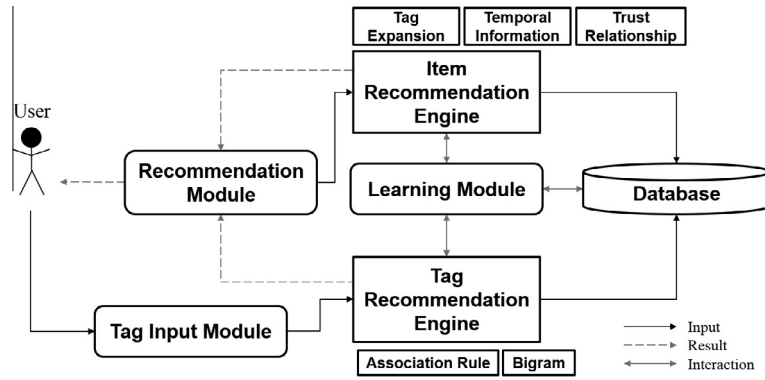 Tag
Expansion
Temporal
Information
Trust
Relationship
Item
Recommendation
Engine
User
Recommendation
Module
Learning Module
Database
Tag
Recommendation
Engine
Tag Input Module
Association Rule
Bigram
Input
Result
Interaction